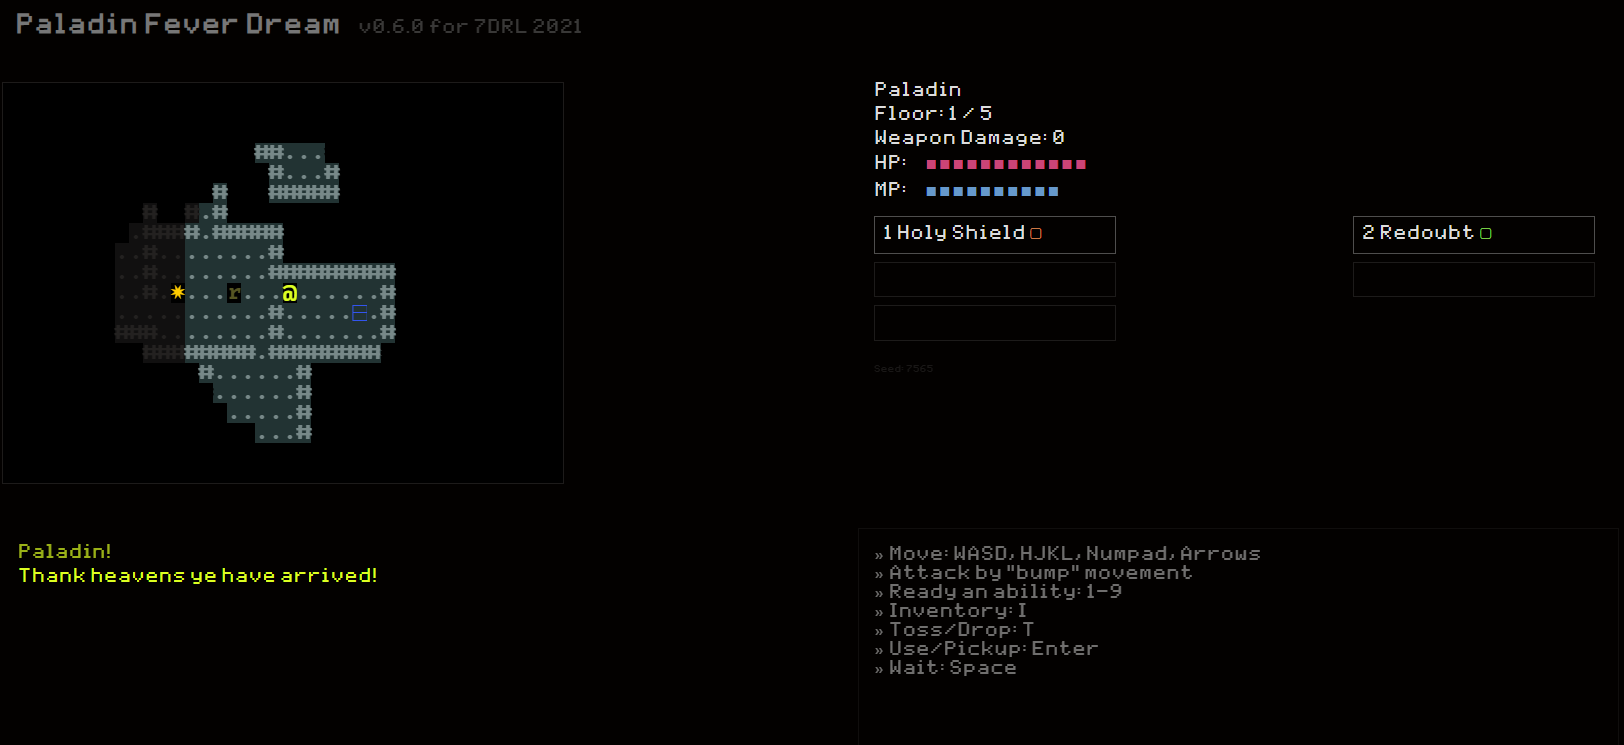 Paladin Fever Dream v0.6.0 for 7DRL 2021
Paladin
Floor: 1 / 5
Weapon Damage: 0
HP:
MP:
1 Holy Shield
2 Redoubt
Seed: 7565
r
@
Paladin!
Thank heavens ye have arrived!
» Move: WASD, HJKL, Numpad, Arrows
» Attack by "bump" movement
» Ready an ability: 1-9
» Inventory: I
» Toss/Drop: T
» Use/Pickup: Enter
» Wait: Space